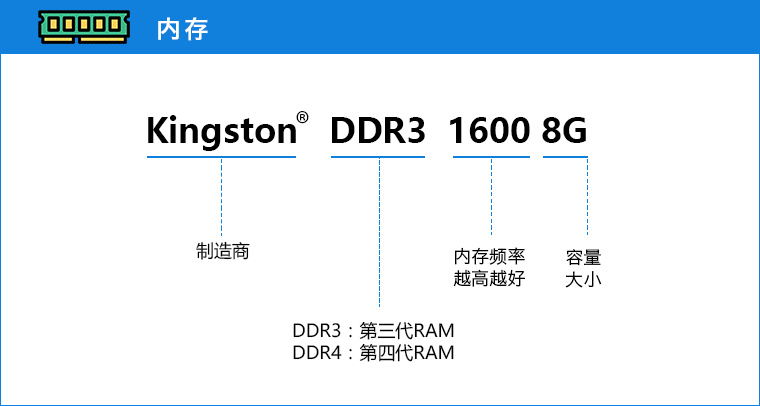 内存
Kingston® DDR3 1600 8G
制造商
内存频率
越高越好
容量
大小
DDR3：第三代RAM
DDR4：第四代RAM